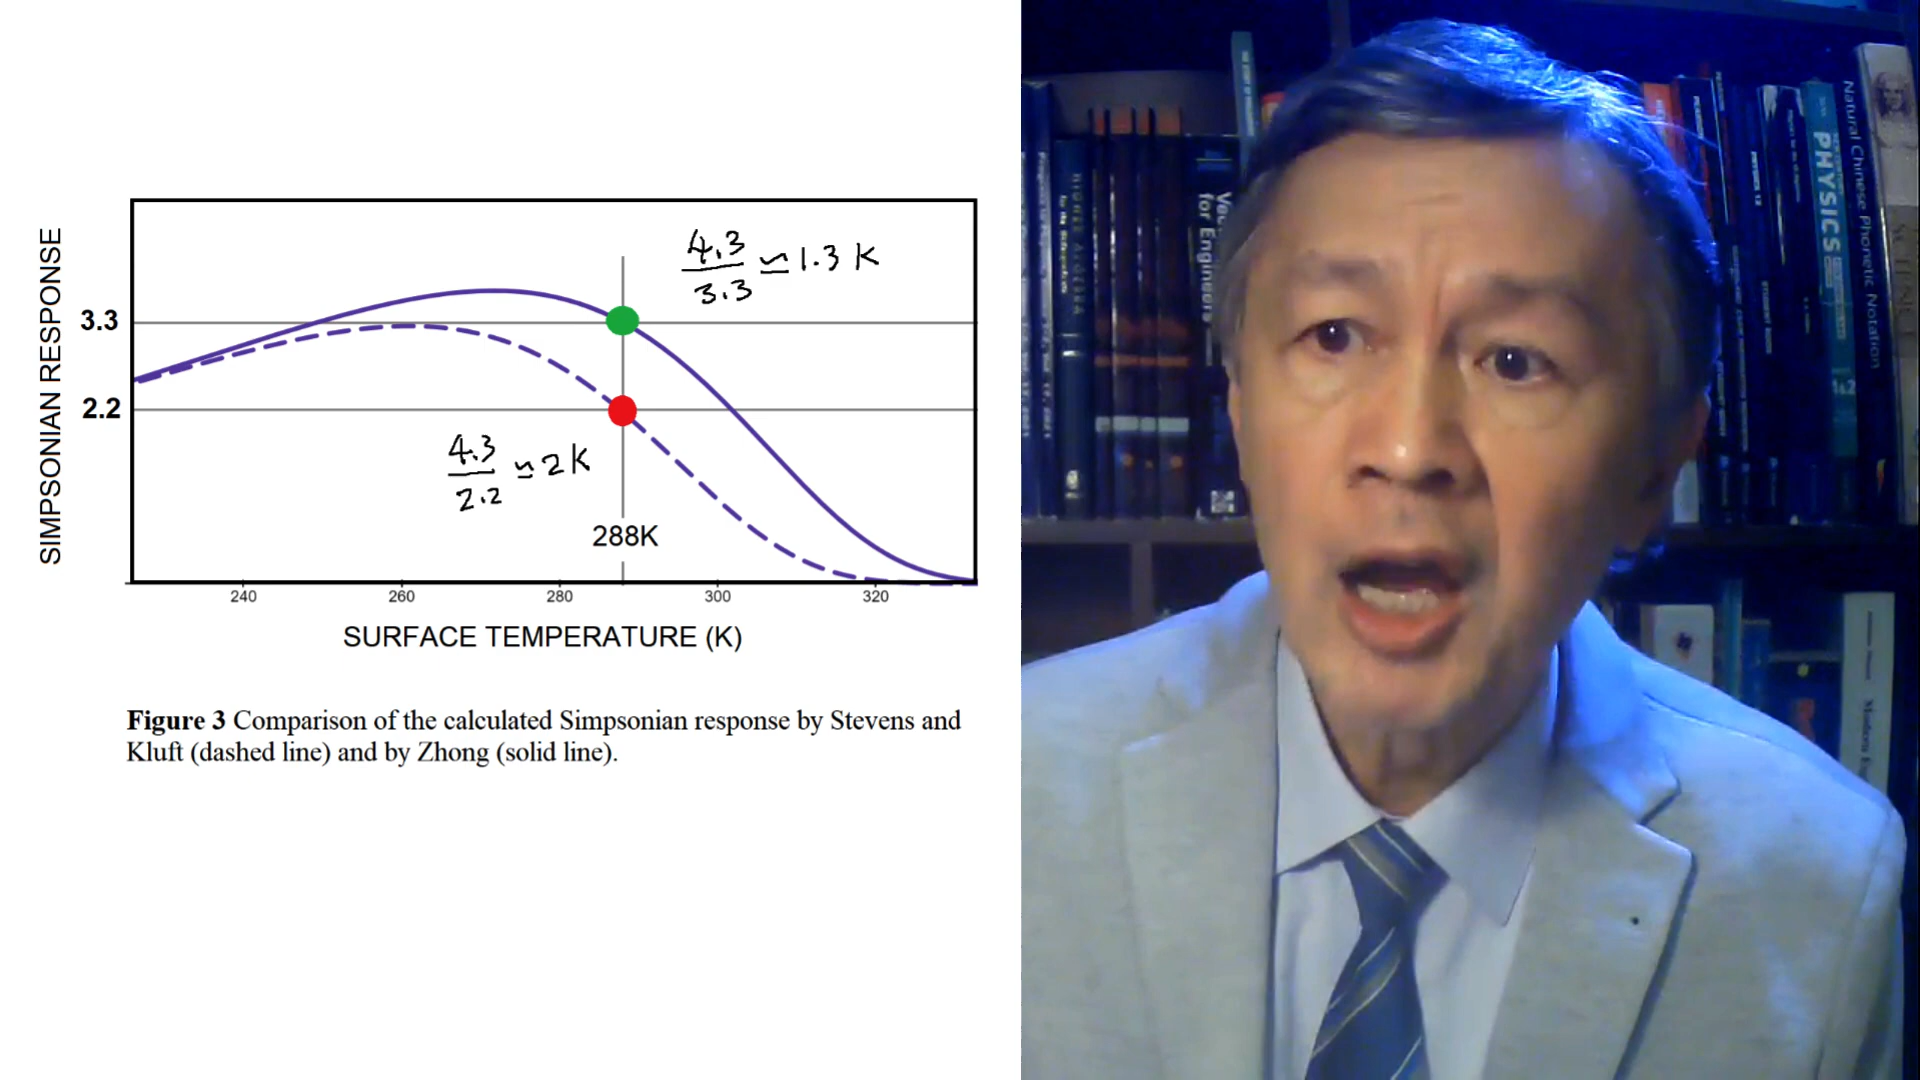 SIMPSONIAN RESPONSE
3.3
2.2
4.3
3.3
≃ 1.3 K
4.3
2.2
≃ 2 K
288K
240 260 280 300 320
SURFACE TEMPERATURE (K)
Figure 3 Comparison of the calculated Simpsonian response by Stevens and
Kluft (dashed line) and by Zhong (solid line).
for Engineers
PHYSICS
1&2
Natural Chinese Phonetic Notation